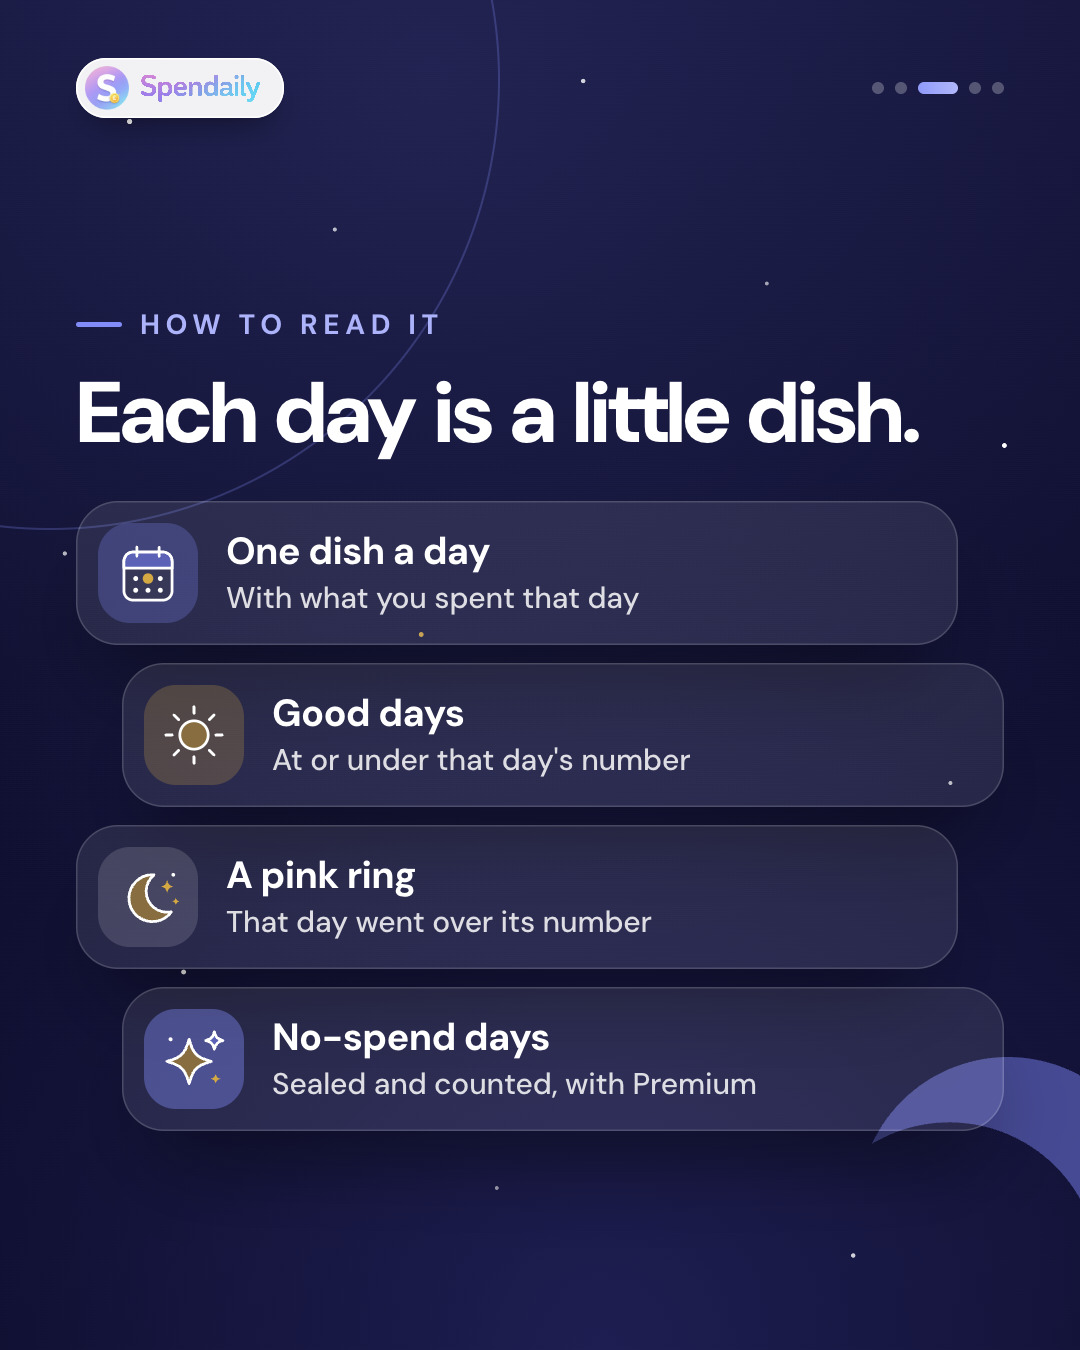 Spendaily
HOW TO READ IT
Each day is a little dish.
One dish a day
With what you spent that day
Good days
At or under that day's number
A pink ring
That day went over its number
No-spend days
Sealed and counted, with Premium